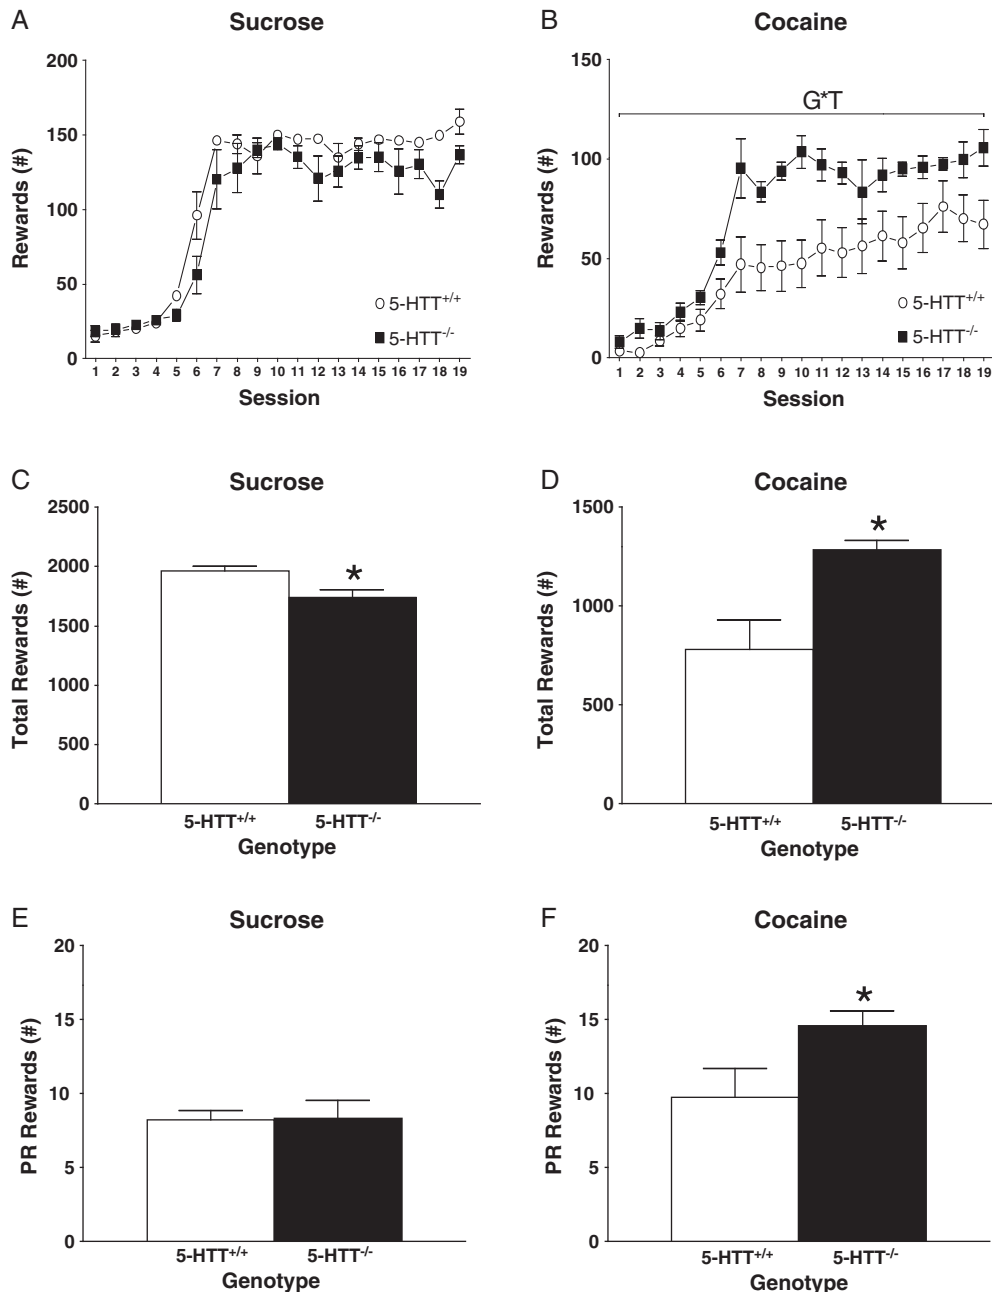 A
Sucrose
200
150
100
50
0
Rewards (#)
5-HTT+/+
5-HTT-/-
1 2 3 4 5 6 7 8 9 10 11 12 13 14 15 16 17 18 19
Session
B
Cocaine
150
100
50
0
Rewards (#)
G*T
5-HTT+/+
5-HTT-/-
1 2 3 4 5 6 7 8 9 10 11 12 13 14 15 16 17 18 19
Session
C
Sucrose
2500
2000
1500
1000
500
0
Total Rewards (#)
*
5-HTT+/+ 5-HTT-/-
Genotype
D
Cocaine
1500
1000
500
0
Total Rewards (#)
*
5-HTT+/+ 5-HTT-/-
Genotype
E
Sucrose
20
15
10
5
0
PR Rewards (#)
5-HTT+/+ 5-HTT-/-
Genotype
F
Cocaine
20
15
10
5
0
PR Rewards (#)
*
5-HTT+/+ 5-HTT-/-
Genotype